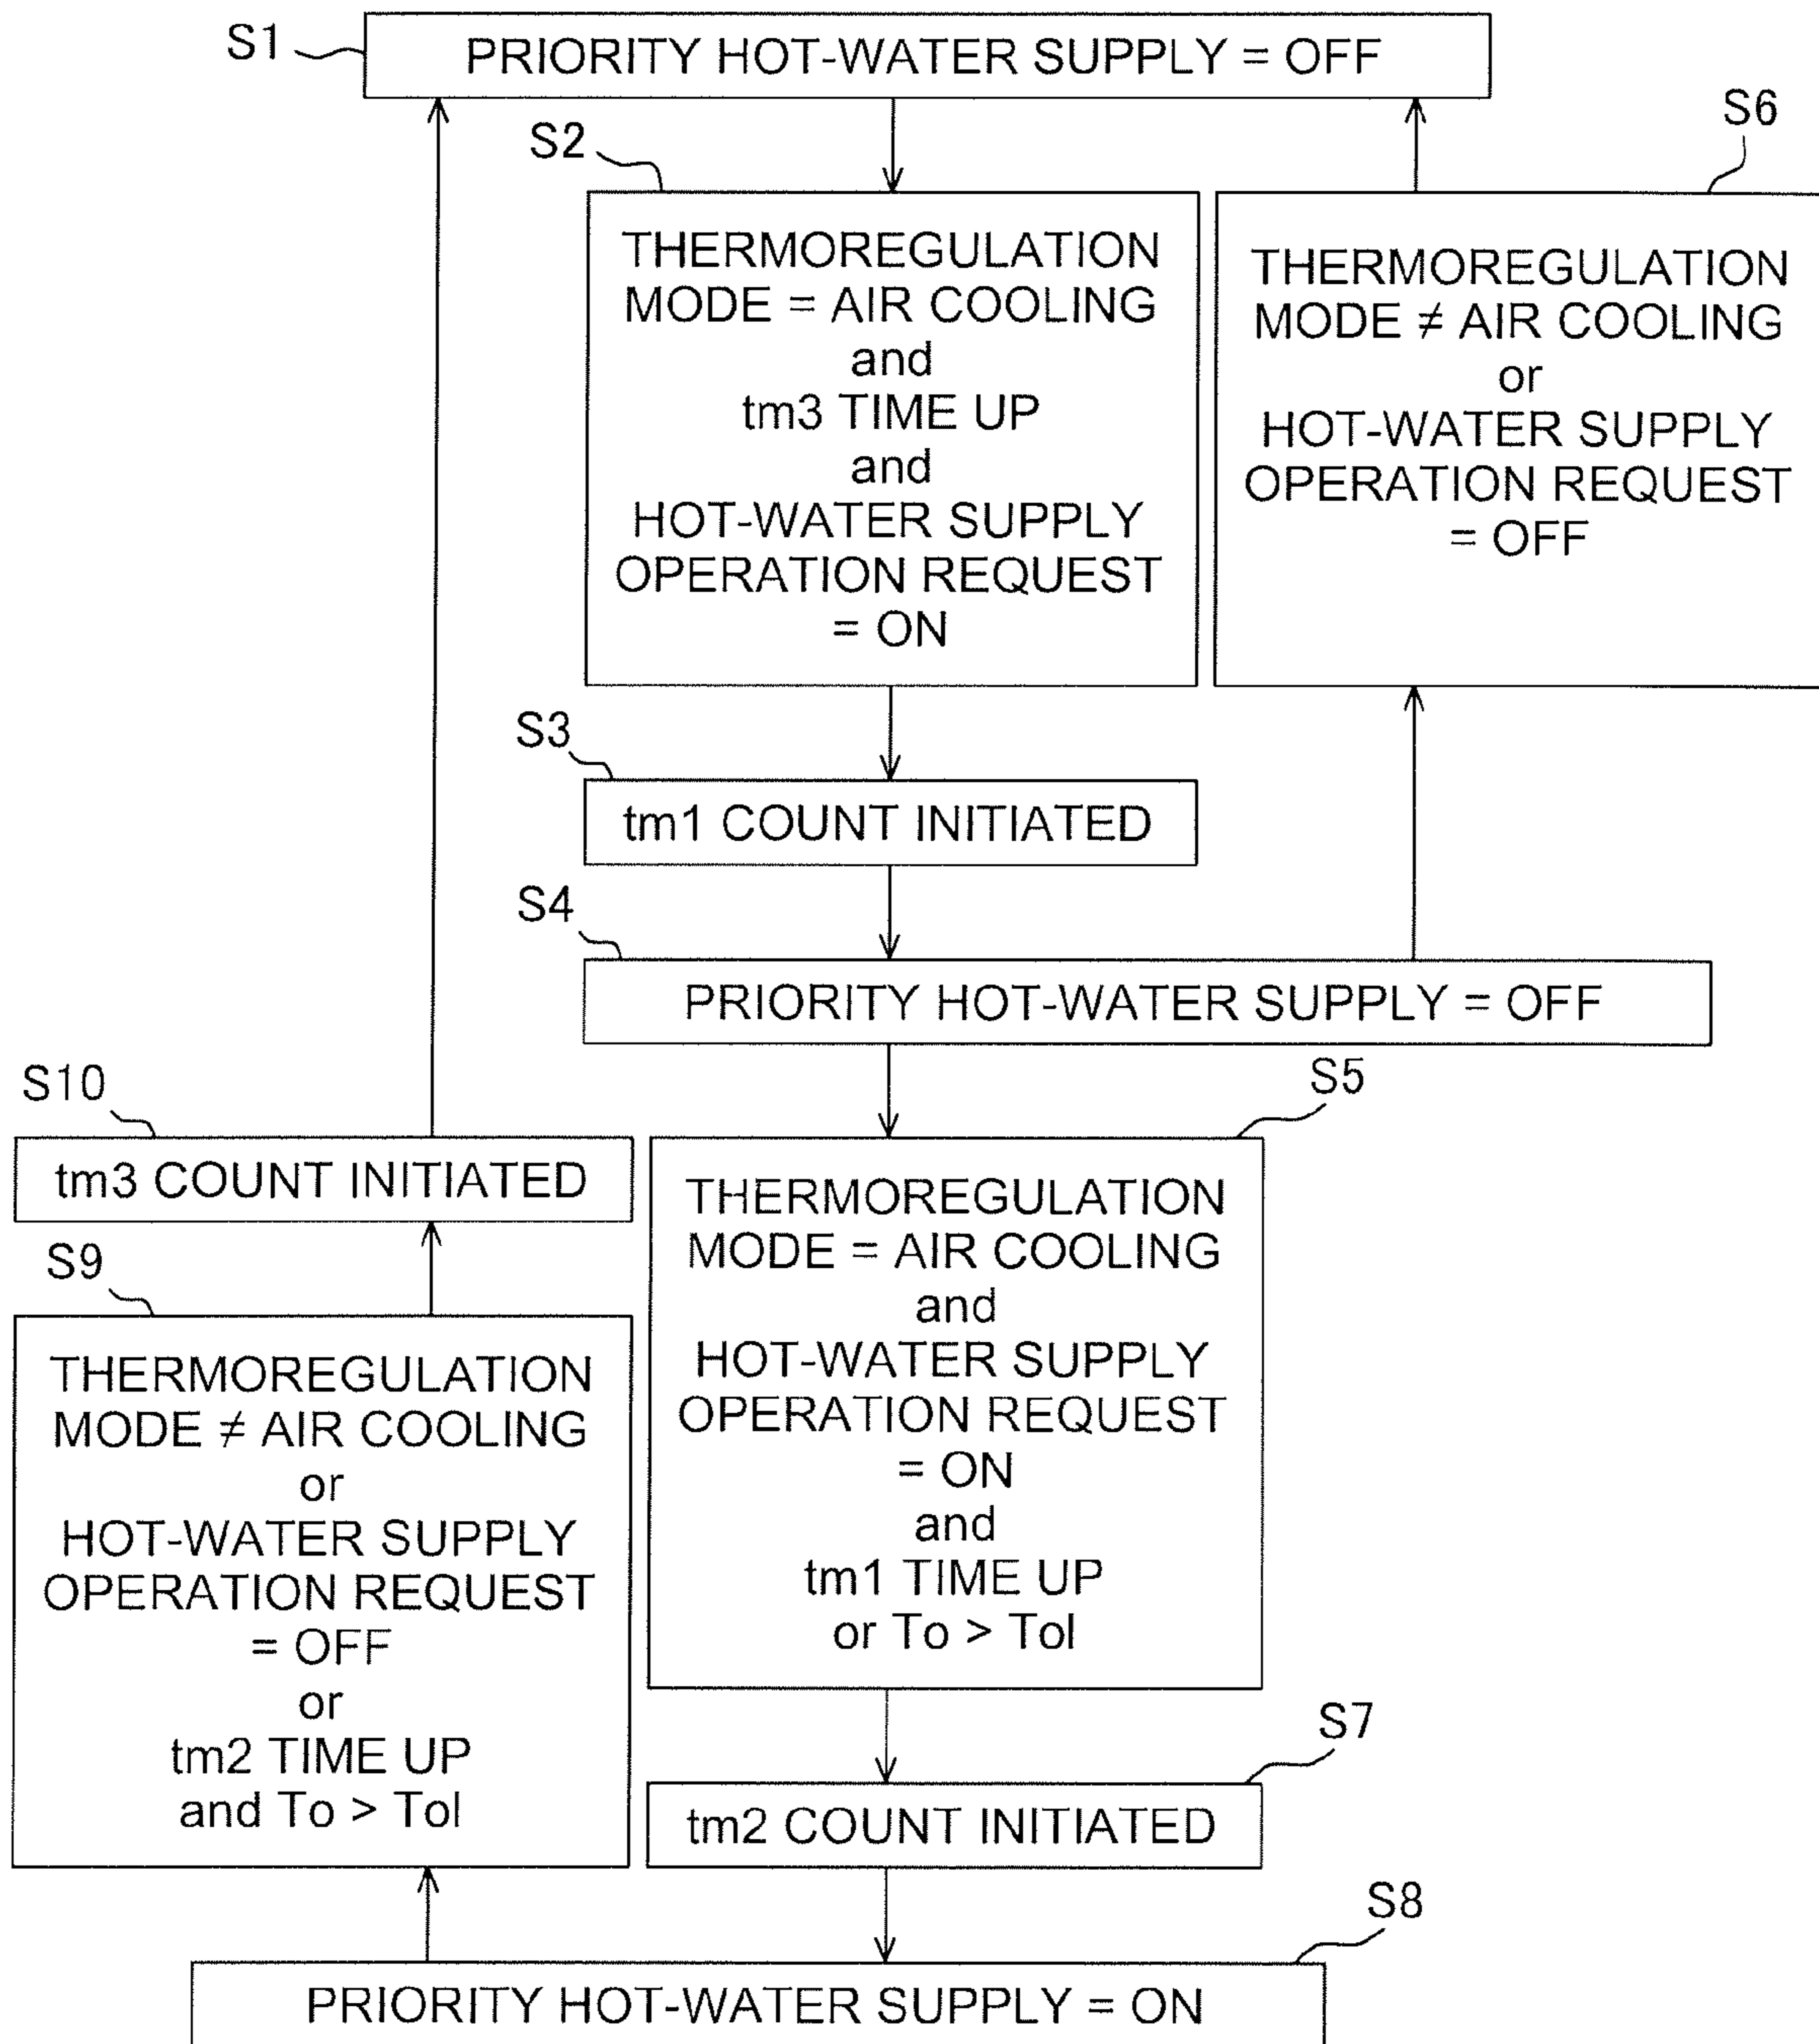 S1
PRIORITY HOT-WATER SUPPLY = OFF
S2
THERMOREGULATION
MODE = AIR COOLING
and
tm3 TIME UP
and
HOT-WATER SUPPLY
OPERATION REQUEST
= ON
S6
THERMOREGULATION
MODE ≠ AIR COOLING
or
HOT-WATER SUPPLY
OPERATION REQUEST
= OFF
S3
tm1 COUNT INITIATED
S4
PRIORITY HOT-WATER SUPPLY = OFF
S5
THERMOREGULATION
MODE = AIR COOLING
and
HOT-WATER SUPPLY
OPERATION REQUEST
= ON
and
tm1 TIME UP
or To > Tol
S10
tm3 COUNT INITIATED
S9
THERMOREGULATION
MODE ≠ AIR COOLING
or
HOT-WATER SUPPLY
OPERATION REQUEST
= OFF
or
tm2 TIME UP
and To > Tol
S7
tm2 COUNT INITIATED
S8
PRIORITY HOT-WATER SUPPLY = ON